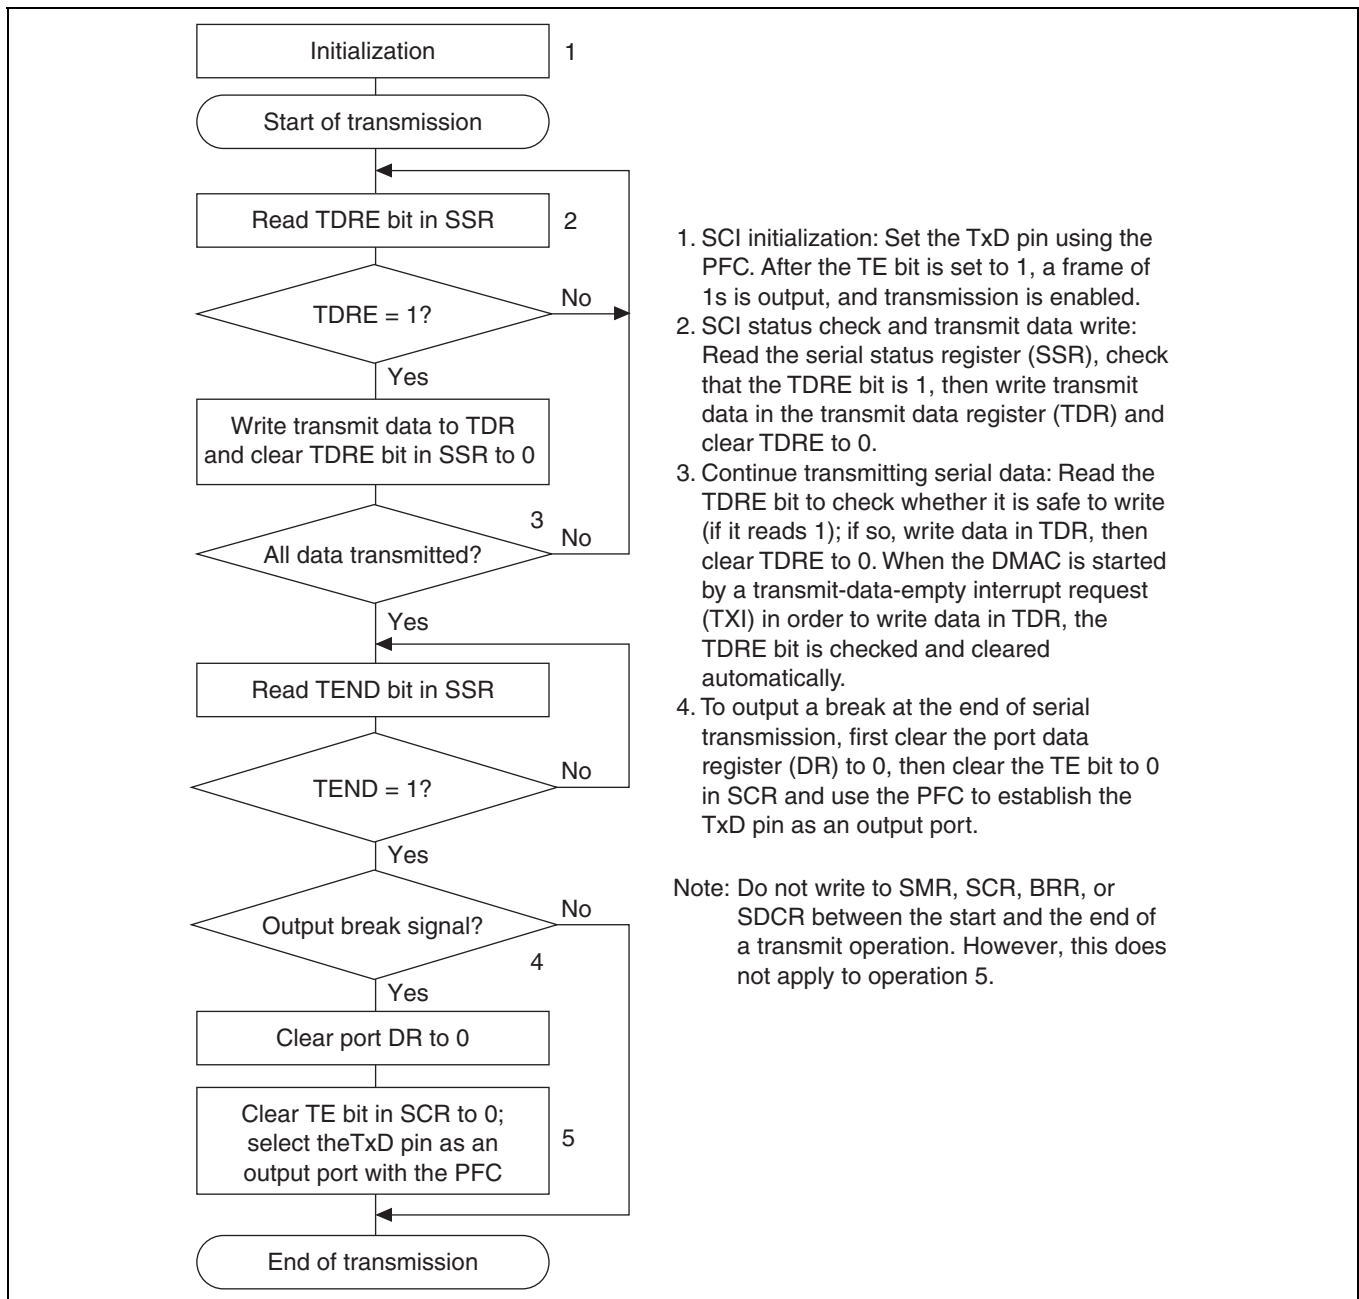 Initialization
1
Start of transmission
Read TDRE bit in SSR
2
TDRE = 1?
No
Yes
Write transmit data to TDR
and clear TDRE bit in SSR to 0
3
All data transmitted?
No
Yes
Read TEND bit in SSR
TEND = 1?
No
Yes
Output break signal?
No
4
Yes
Clear port DR to 0
Clear TE bit in SCR to 0;
select theTxD pin as an
output port with the PFC
5
End of transmission
1. SCI initialization: Set the TxD pin using the
PFC. After the TE bit is set to 1, a frame of
1s is output, and transmission is enabled.
2. SCI status check and transmit data write:
Read the serial status register (SSR), check
that the TDRE bit is 1, then write transmit
data in the transmit data register (TDR) and
clear TDRE to 0.
3. Continue transmitting serial data: Read the
TDRE bit to check whether it is safe to write
(if it reads 1); if so, write data in TDR, then
clear TDRE to 0. When the DMAC is started
by a transmit-data-empty interrupt request
(TXI) in order to write data in TDR, the
TDRE bit is checked and cleared
automatically.
4. To output a break at the end of serial
transmission, first clear the port data
register (DR) to 0, then clear the TE bit to 0
in SCR and use the PFC to establish the
TxD pin as an output port.
Note: Do not write to SMR, SCR, BRR, or
SDCR between the start and the end of
a transmit operation. However, this does
not apply to operation 5.